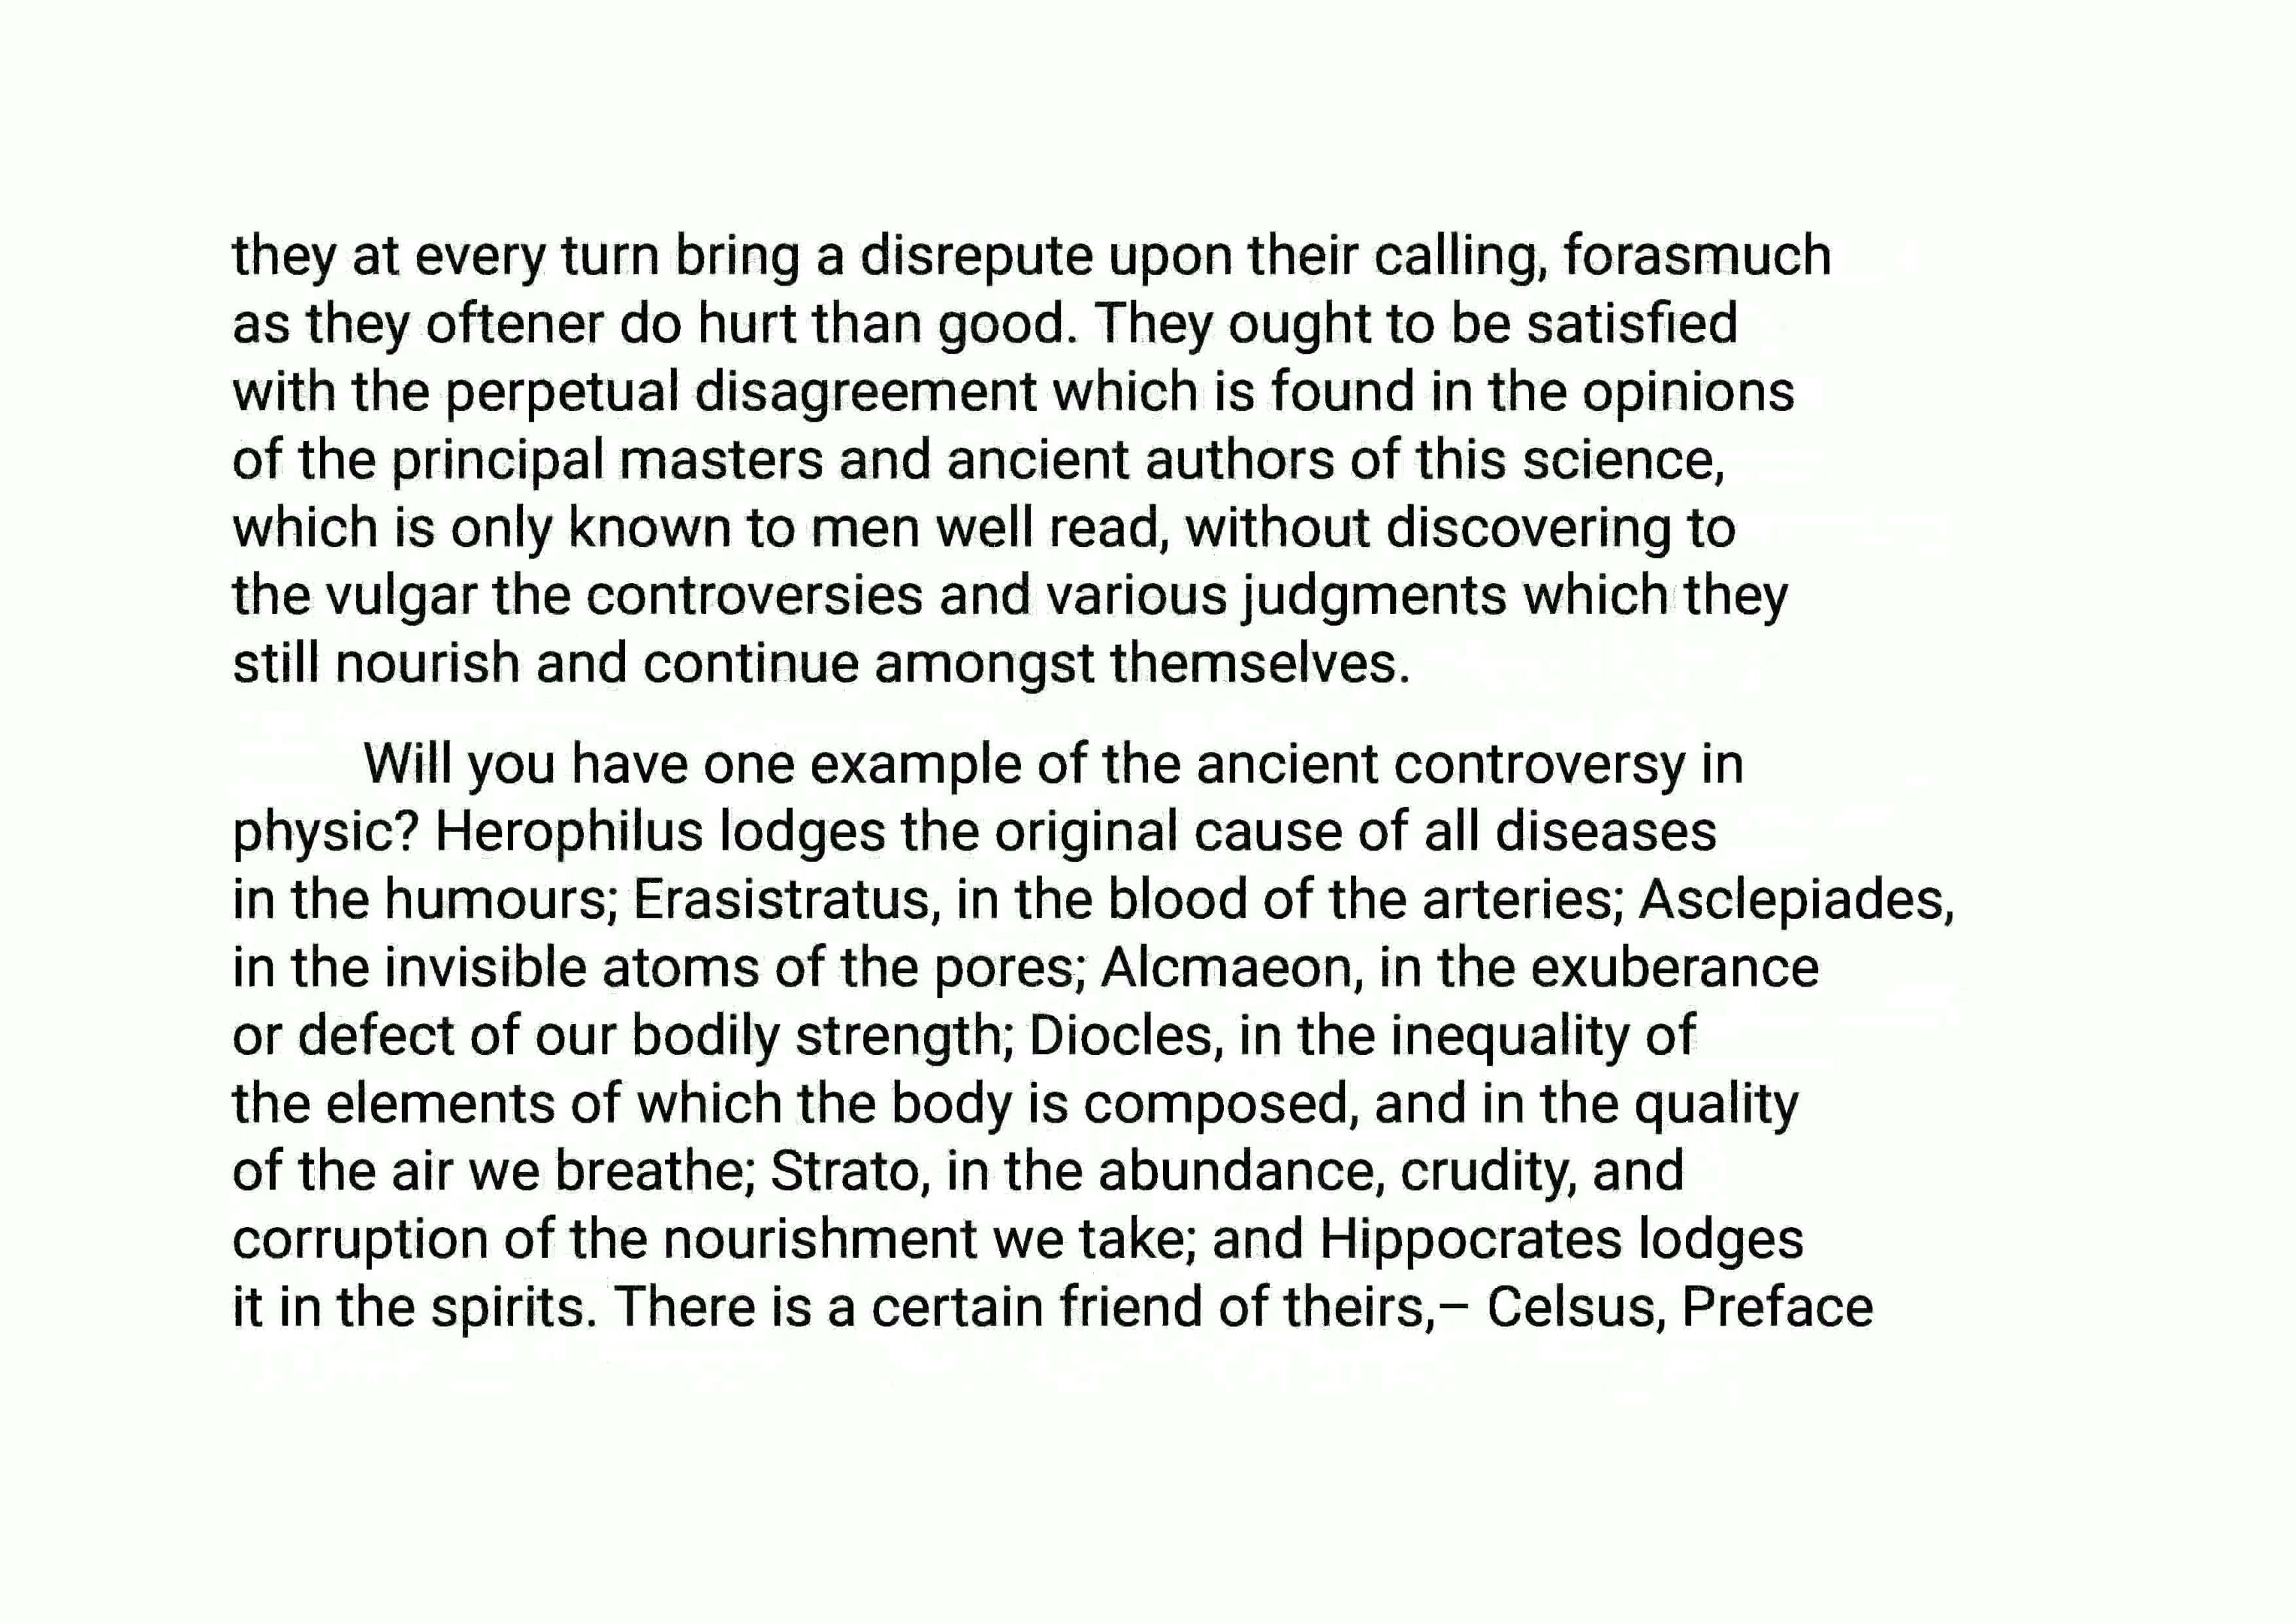 they at every turn bring a disrepute upon their calling, forasmuch
as they oftener do hurt than good. They ought to be satisfied
with the perpetual disagreement which is found in the opinions
of the principal masters and ancient authors of this science,
which is only known to men well read, without discovering to
the vulgar the controversies and various judgments which they
still nourish and continue amongst themselves.
Will you have one example of the ancient controversy in
physic? Herophilus lodges the original cause of all diseases
in the humours; Erasistratus, in the blood of the arteries; Asclepiades,
in the invisible atoms of the pores; Alcmaeon, in the exuberance
or defect of our bodily strength; Diocles, in the inequality of
the elements of which the body is composed, and in the quality
of the air we breathe; Strato, in the abundance, crudity, and
corruption of the nourishment we take; and Hippocrates lodges
it in the spirits. There is a certain friend of theirs,– Celsus, Preface